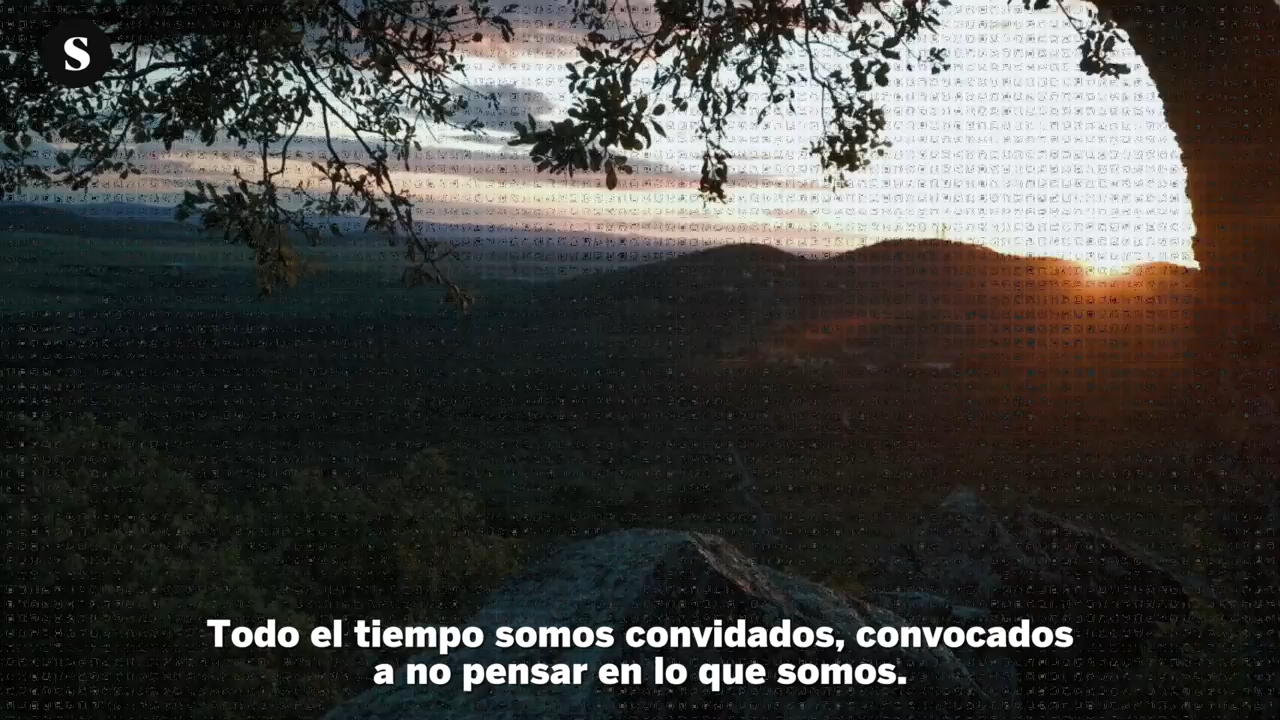 S
Todo el tiempo somos convidados, convocados
a no pensar en lo que somos.